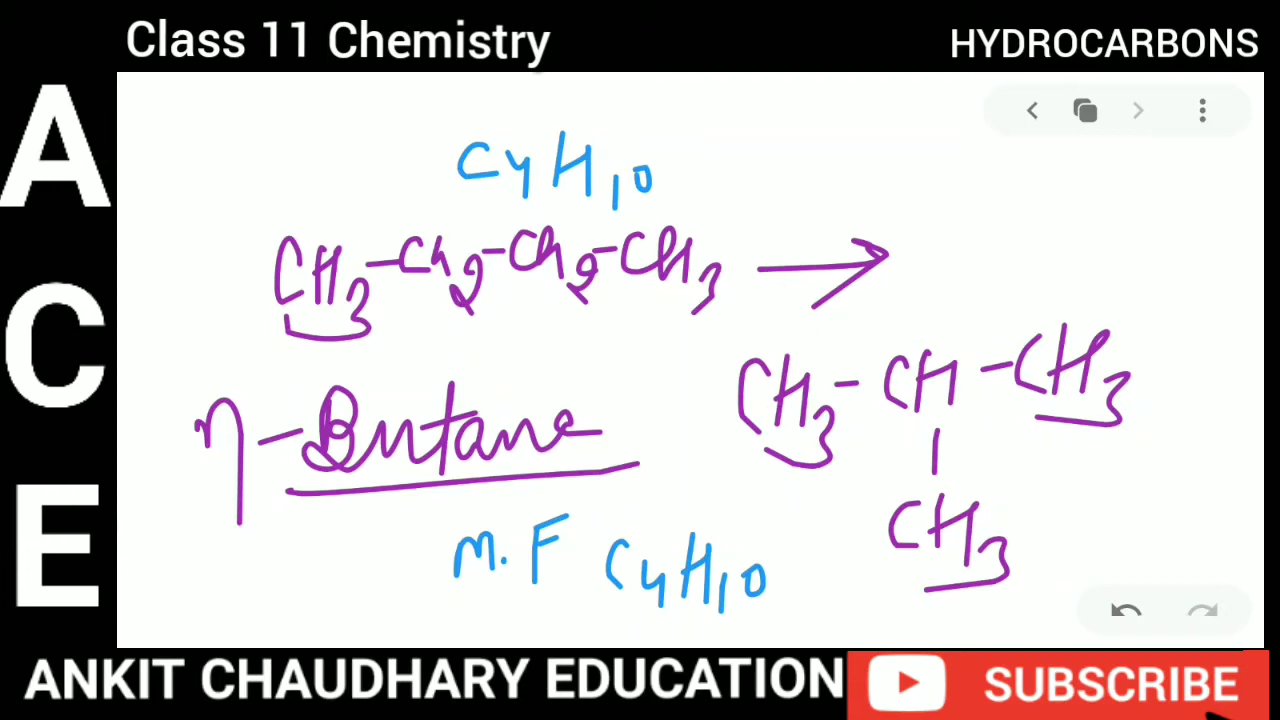 Class 11 Chemistry
HYDROCARBONS
A
C
E
C4H10
CH3-CH2-CH2-CH3 →
CH3-CH-CH3
|
CH3
n-Butane
M.F C4H10
ANKIT CHAUDHARY EDUCATION
SUBSCRIBE